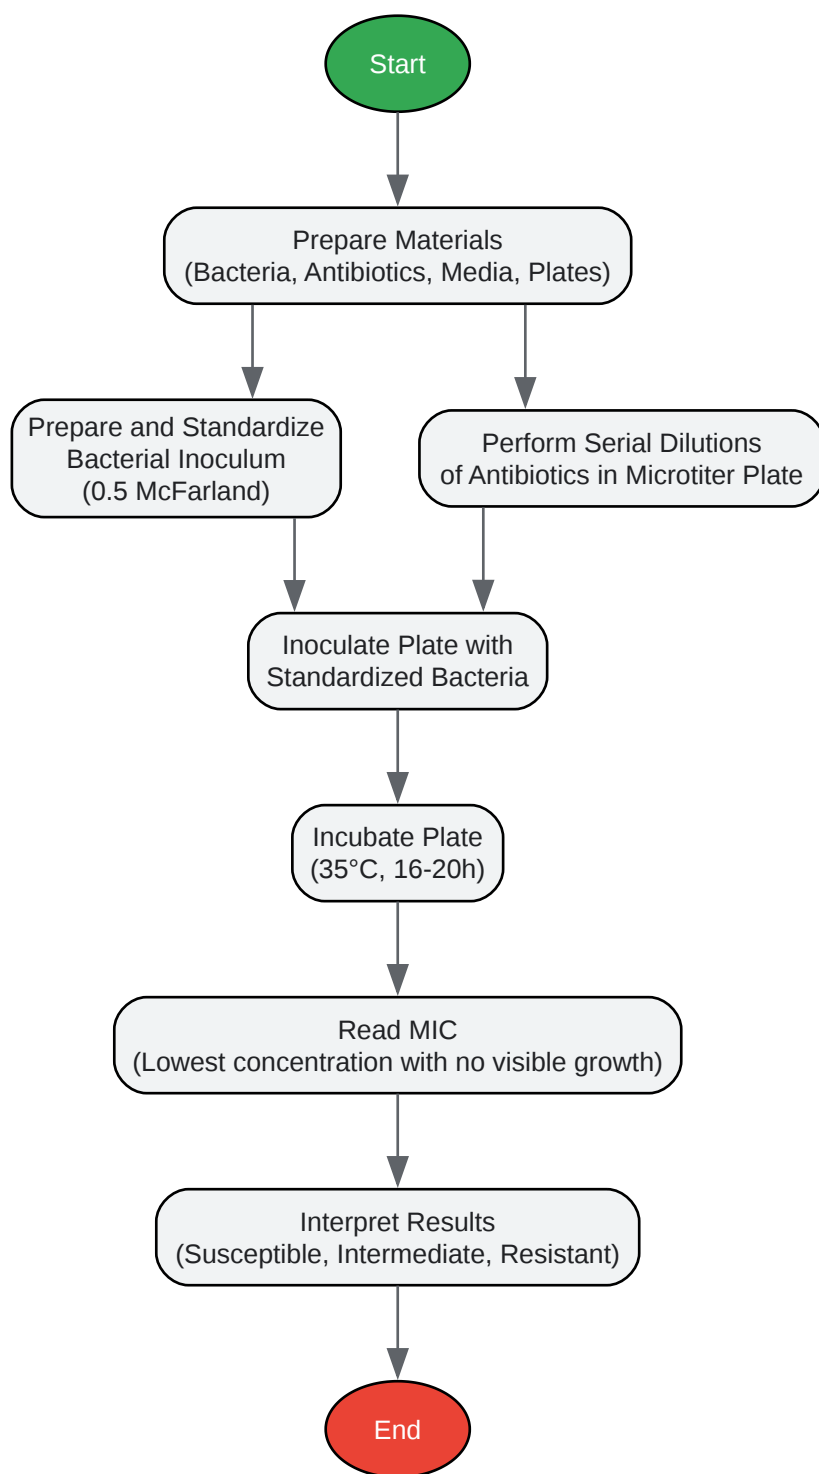 Start
Prepare Materials
(Bacteria, Antibiotics, Media, Plates)
Prepare and Standardize
Bacterial Inoculum
(0.5 McFarland)
Perform Serial Dilutions
of Antibiotics in Microtiter Plate
Inoculate Plate with
Standardized Bacteria
Incubate Plate
(35°C, 16-20h)
Read MIC
(Lowest concentration with no visible growth)
Interpret Results
(Susceptible, Intermediate, Resistant)
End